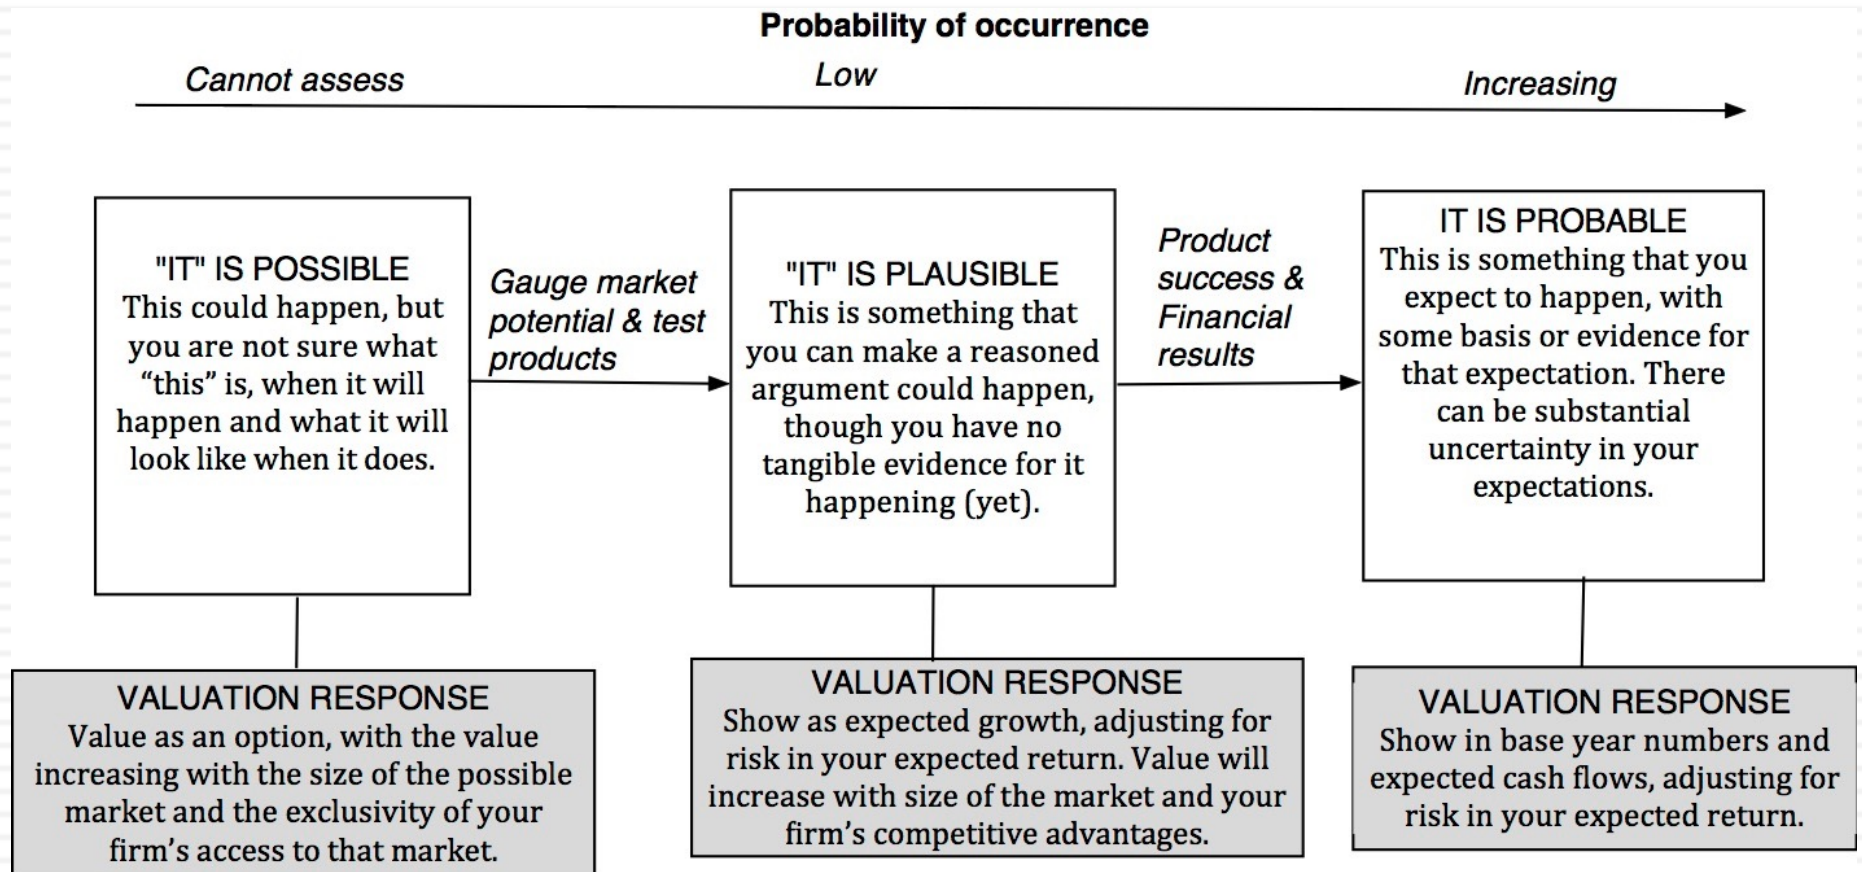 Probability of occurrence
Cannot assess
Low
Increasing
"IT" IS POSSIBLE
This could happen, but
you are not sure what
“this” is, when it will
happen and what it will
look like when it does.
Gauge market
potential & test
products
"IT" IS PLAUSIBLE
This is something that
you can make a reasoned
argument could happen,
though you have no
tangible evidence for it
happening (yet).
Product
success &
Financial
results
IT IS PROBABLE
This is something that you
expect to happen, with
some basis or evidence for
that expectation. There
can be substantial
uncertainty in your
expectations.
VALUATION RESPONSE
Value as an option, with the value
increasing with the size of the possible
market and the exclusivity of your
firm’s access to that market.
VALUATION RESPONSE
Show as expected growth, adjusting for
risk in your expected return. Value will
increase with size of the market and your
firm’s competitive advantages.
VALUATION RESPONSE
Show in base year numbers and
expected cash flows, adjusting for
risk in your expected return.